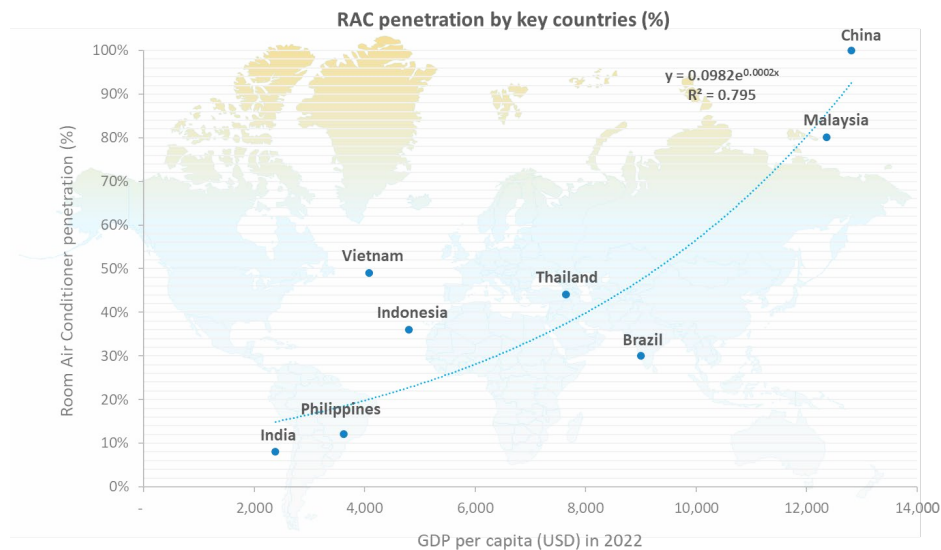 RAC penetration by key countries (%)
China
100%
y = 0.0982e^0.0002x
R² = 0.795
90%
Malaysia
80%
70%
60%
Vietnam
50%
Thailand
Indonesia
40%
Brazil
30%
20%
Philippines
India
10%
0%
Room Air Conditioner penetration (%)
- 2,000 4,000 6,000 8,000 10,000 12,000 14,000
GDP per capita (USD) in 2022